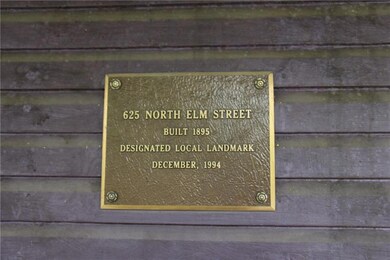 625 NORTH ELM STREET
BUILT 1895
DESIGNATED LOCAL LANDMARK
DECEMBER, 1994